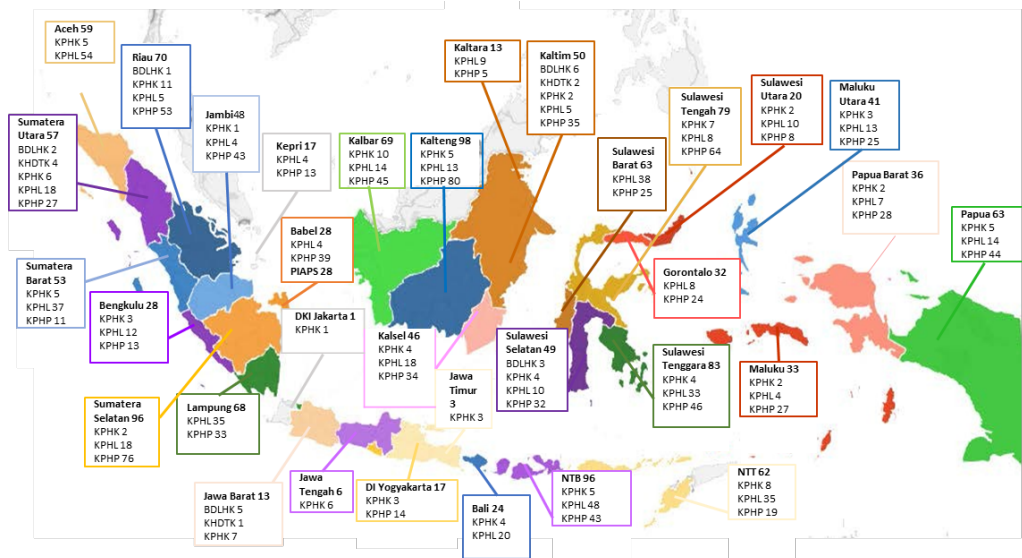 Aceh 59
KPHK 5
KPHL 54
Riau 70
BDLHK 1
KPHK 11
KPHL 5
KPHP 53
Jambi48
KPHK 1
KPHL 4
KPHP 43
Sumatera
Utara 57
BDLHK 2
KHDTK 4
KPHK 6
KPHL 18
KPHP 27
Kepri 17
KPHL 4
KPHP 13
Kalbar 69
KPHK 10
KPHL 14
KPHP 45
Kalteng 98
KPHK 5
KPHL 13
KPHP 80
Kaltara 13
KPHL 9
KPHP 5
Kaltim 50
BDLHK 6
KHDTK 2
KPHK 2
KPHL 5
KPHP 35
Sulawesi
Barat 63
KPHL 38
KPHP 25
Sulawesi
Tengah 79
KPHK 7
KPHL 8
KPHP 64
Sulawesi
Utara 20
KPHK 2
KPHL 10
KPHP 8
Maluku
Utara 41
KPHK 3
KPHL 13
KPHP 25
Papua Barat 36
KPHK 2
KPHL 7
KPHP 28
Papua 63
KPHK 5
KPHL 14
KPHP 44
Sumatera
Barat 53
KPHK 5
KPHL 37
KPHP 11
Bengkulu 28
KPHK 3
KPHL 12
KPHP 13
Babel 28
KPHL 4
KPHP 39
PIAPS 28
DKI Jakarta 1
KPHK 1
Kalsel 46
KPHK 4
KPHL 18
KPHP 34
Jawa
Timur
3
KPHK 3
Sulawesi
Selatan 49
BDLHK 3
KPHK 4
KPHL 10
KPHP 32
Gorontalo 32
KPHL 8
KPHP 24
Sulawesi
Tenggara 83
KPHK 4
KPHL 33
KPHP 46
Maluku 33
KPHK 2
KPHL 4
KPHP 27
Sumatera
Selatan 96
KPHK 2
KPHL 18
KPHP 76
Lampung 68
KPHL 35
KPHP 33
Jawa Barat 13
BDLHK 5
KHDTK 1
KPHK 7
Jawa
Tengah 6
KPHK 6
DI Yogyakarta 17
KPHK 3
KPHP 14
Bali 24
KPHK 4
KPHL 20
NTB 96
KPHK 5
KPHL 48
KPHP 43
NTT 62
KPHK 8
KPHL 35
KPHP 19